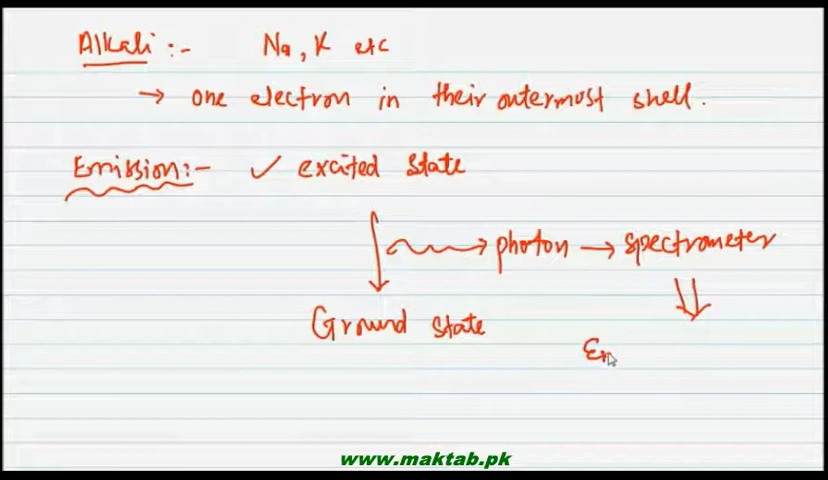 Alkali :- Na, K etc
→ one electron in their outermost shell.
Emission:- ✓ excited state
→ photon → spectrometer
Ground state
Em
www.maktab.pk